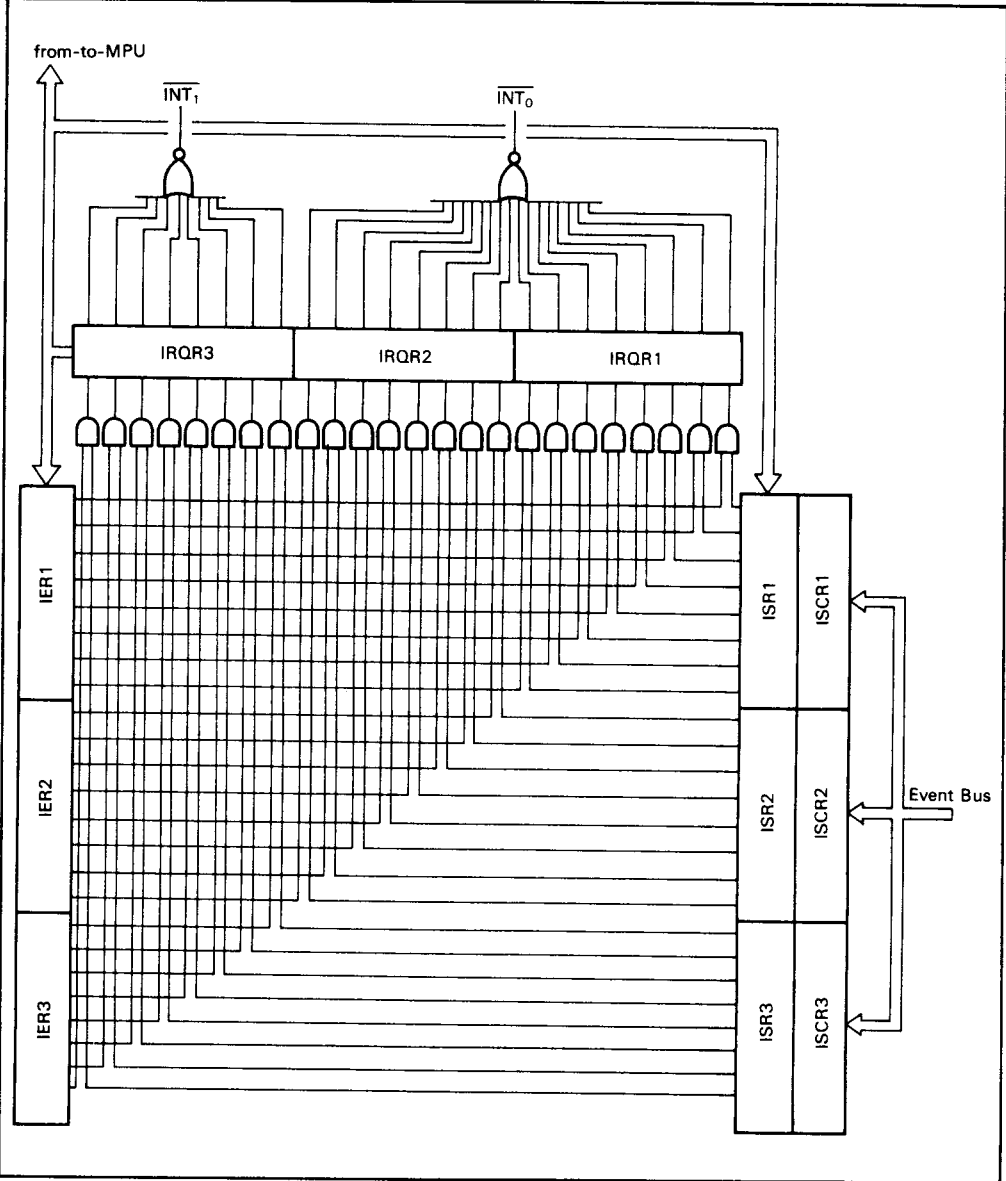 from-to-MPU
INT₁
INT₀
IRQR3
IRQR2
IRQR1
IER1
IER2
IER3
ISR1
ISCR1
ISR2
ISCR2
ISR3
ISCR3
Event Bus